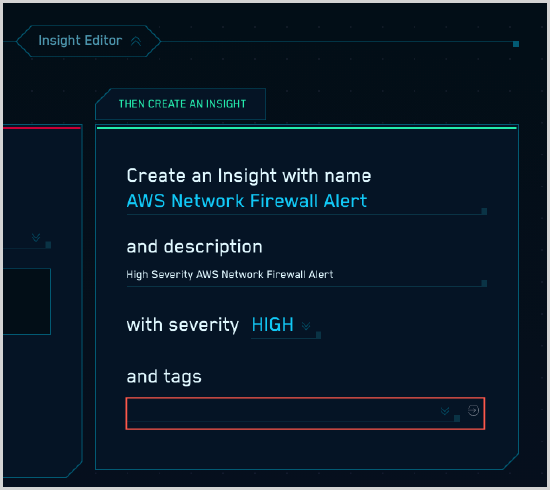 Insight Editor
THEN CREATE AN INSIGHT
Create an Insight with name
AWS Network Firewall Alert
and description
High Severity AWS Network Firewall Alert
with severity HIGH
and tags